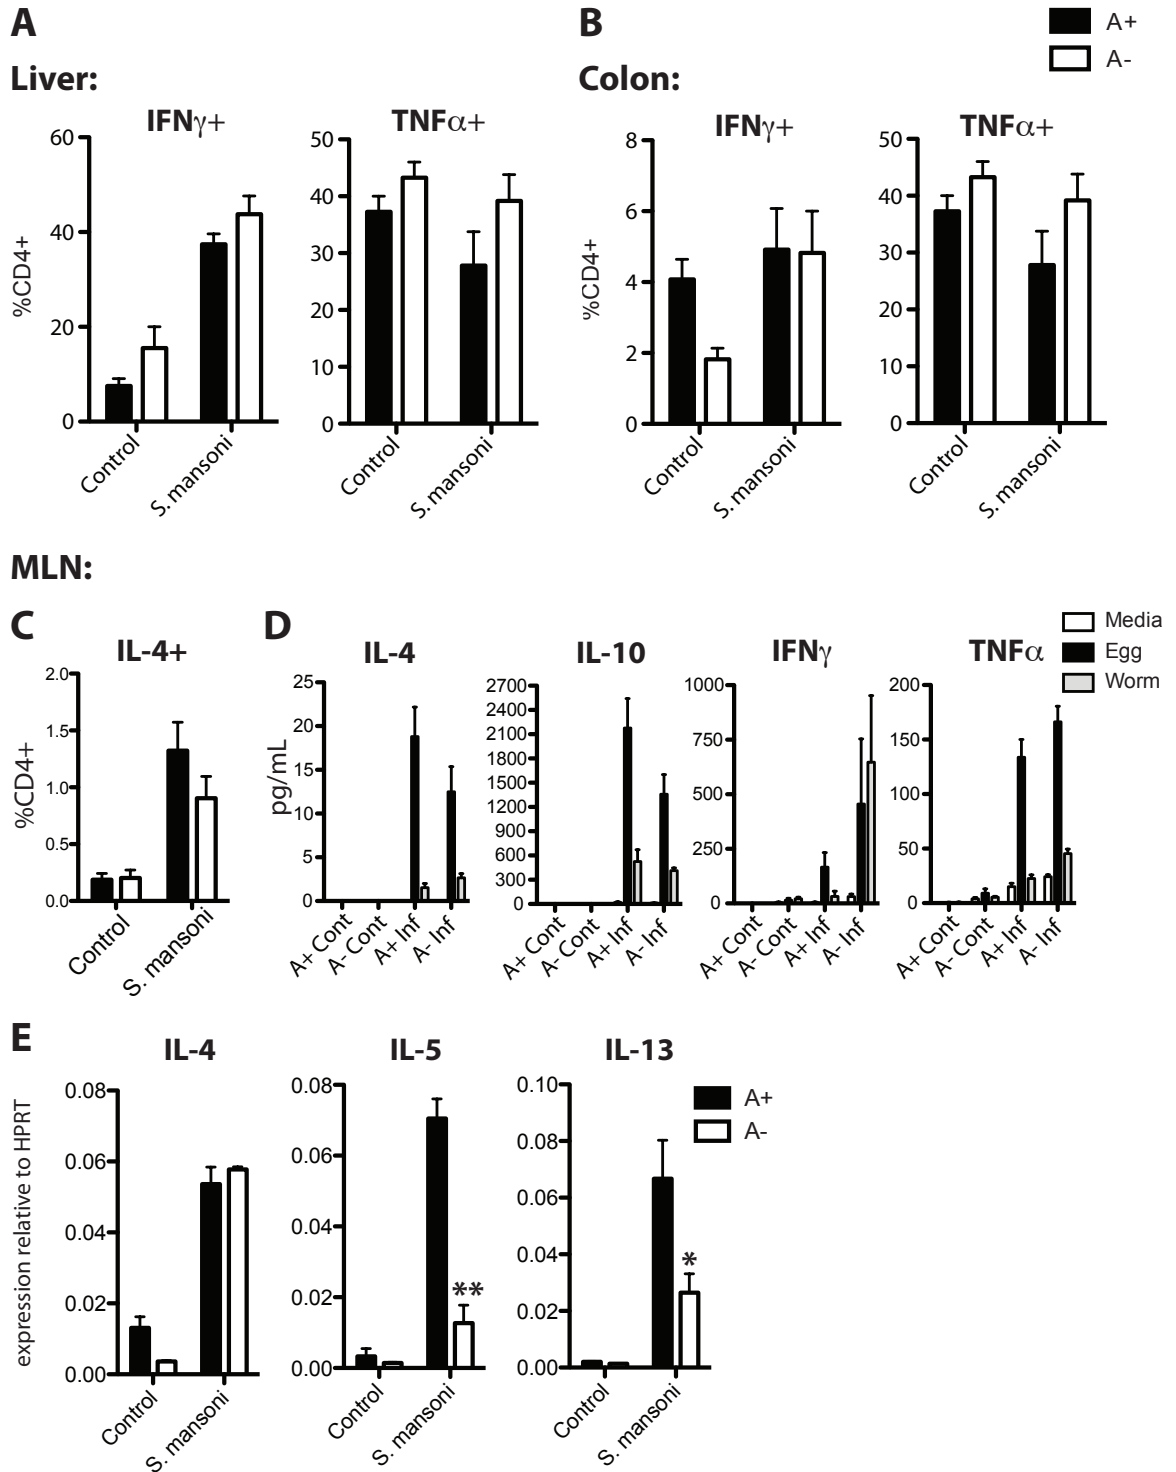 A
B
A+
A-
Liver:
Colon:
IFNγ+
TNFα+
IFNγ+
TNFα+
%CD4+
60
40
20
0
Control
S. mansoni
50
40
30
20
10
0
Control
S. mansoni
%CD4+
8
6
4
2
0
Control
S. mansoni
50
40
30
20
10
0
Control
S. mansoni
MLN:
C
D
Media
Egg
Worm
IL-4+
IL-4
IL-10
IFNγ
TNFα
%CD4+
2.0
1.5
1.0
0.5
0.0
Control
S. mansoni
pg/mL
25
20
15
10
5
0
A+ Cont
A- Cont
A+ Inf
A- Inf
2700
2400
2100
1800
1500
1200
900
600
300
0
A+ Cont
A- Cont
A+ Inf
A- Inf
1000
750
500
250
0
A+ Cont
A- Cont
A+ Inf
A- Inf
200
150
100
50
0
A+ Cont
A- Cont
A+ Inf
A- Inf
E
IL-4
IL-5
IL-13
A+
A-
expression relative to HPRT
0.08
0.06
0.04
0.02
0.00
Control
S. mansoni
0.08
0.06
0.04
0.02
0.00
**
Control
S. mansoni
0.10
0.08
0.06
0.04
0.02
0.00
*
Control
S. mansoni